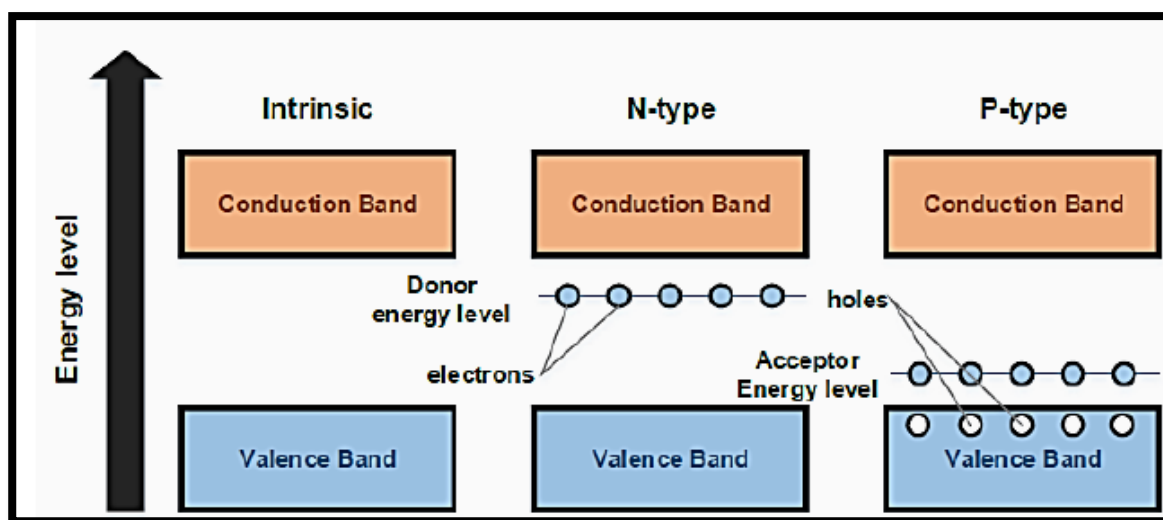 Intrinsic
N-type
P-type
Conduction Band
Conduction Band
Conduction Band
Energy level
Donor
energy level
holes
electrons
Acceptor
Energy level
Valence Band
Valence Band
Valence Band